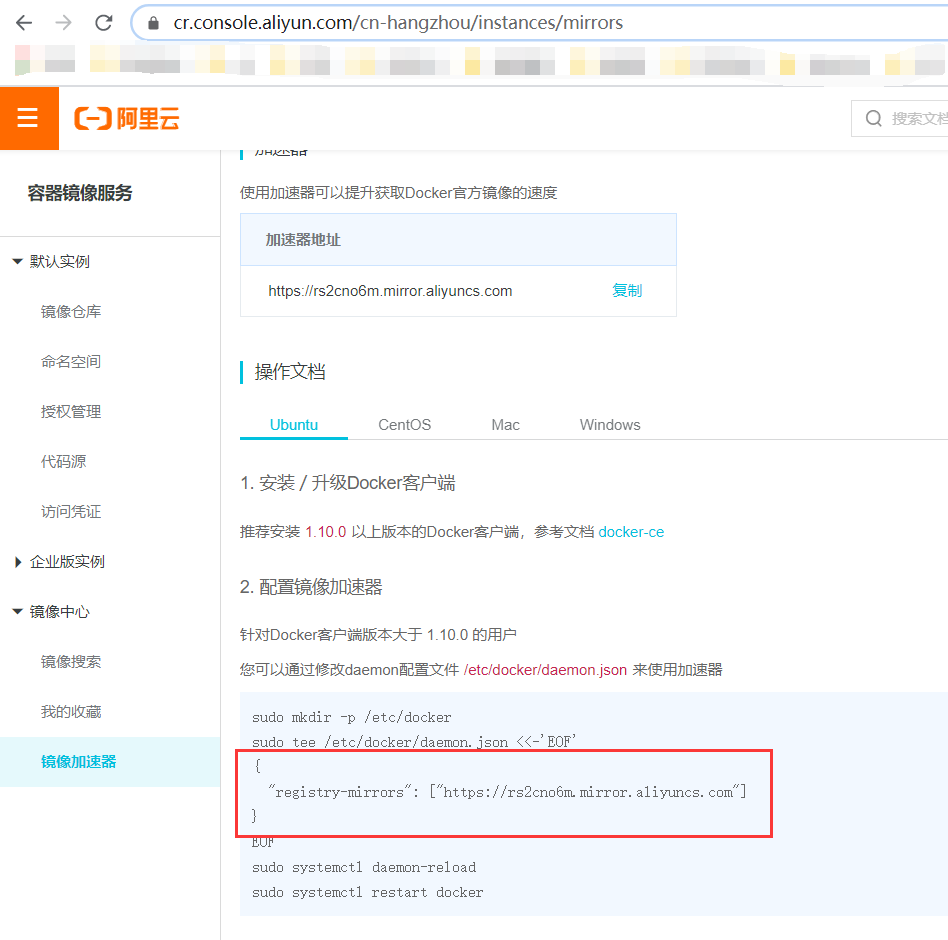 cr.console.aliyun.com/cn-hangzhou/instances/mirrors
阿里云
搜索文档
容器镜像服务
默认实例
镜像仓库
命名空间
授权管理
代码源
访问凭证
企业版实例
镜像中心
镜像搜索
我的收藏
镜像加速器
加速器
使用加速器可以提升获取Docker官方镜像的速度
加速器地址
https://rs2cno6m.mirror.aliyuncs.com 复制
操作文档
Ubuntu CentOS Mac Windows
1. 安装 / 升级Docker客户端
推荐安装 1.10.0 以上版本的Docker客户端，参考文档 docker-ce
2. 配置镜像加速器
针对Docker客户端版本大于 1.10.0 的用户
您可以通过修改daemon配置文件 /etc/docker/daemon.json 来使用加速器
sudo mkdir -p /etc/docker
sudo tee /etc/docker/daemon.json <<-'EOF'
{
"registry-mirrors": ["https://rs2cno6m.mirror.aliyuncs.com"]
}
EOF
sudo systemctl daemon-reload
sudo systemctl restart docker